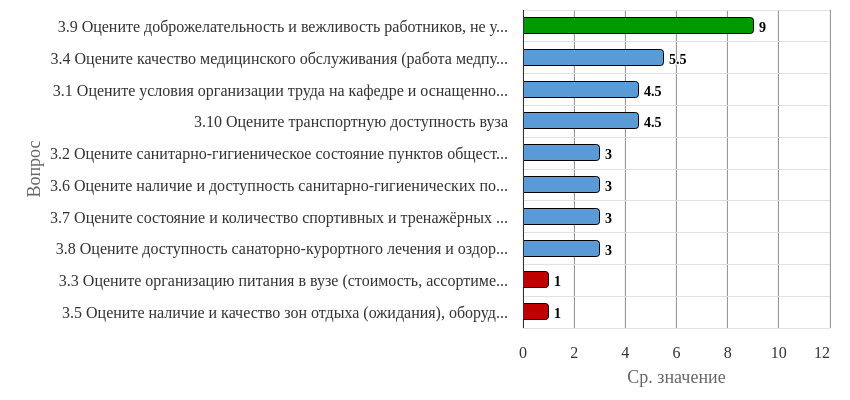 3.9 Оцените доброжелательность и вежливость работников, не у...
9
3.4 Оцените качество медицинского обслуживания (работа медпу...
5.5
3.1 Оцените условия организации труда на кафедре и оснащенно...
4.5
3.10 Оцените транспортную доступность вуза
4.5
3.2 Оцените санитарно-гигиеническое состояние пунктов общест...
3
3.6 Оцените наличие и доступность санитарно-гигиенических по...
3
3.7 Оцените состояние и количество спортивных и тренажёрных ...
3
3.8 Оцените доступность санаторно-курортного лечения и оздор...
3
3.3 Оцените организацию питания в вузе (стоимость, ассортиме...
1
3.5 Оцените наличие и качество зон отдыха (ожидания), оборуд...
1
Вопрос
0 2 4 6 8 10 12
Ср. значение